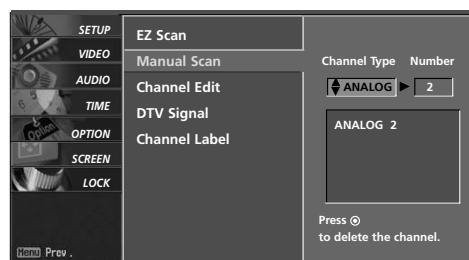 SETUP
VIDEO
AUDIO
TIME
OPTION
SCREEN
LOCK
Menu Prev.
EZ Scan
Manual Scan
Channel Edit
DTV Signal
Channel Label
Channel Type Number
ANALOG 2
ANALOG 2
Press
to delete the channel.